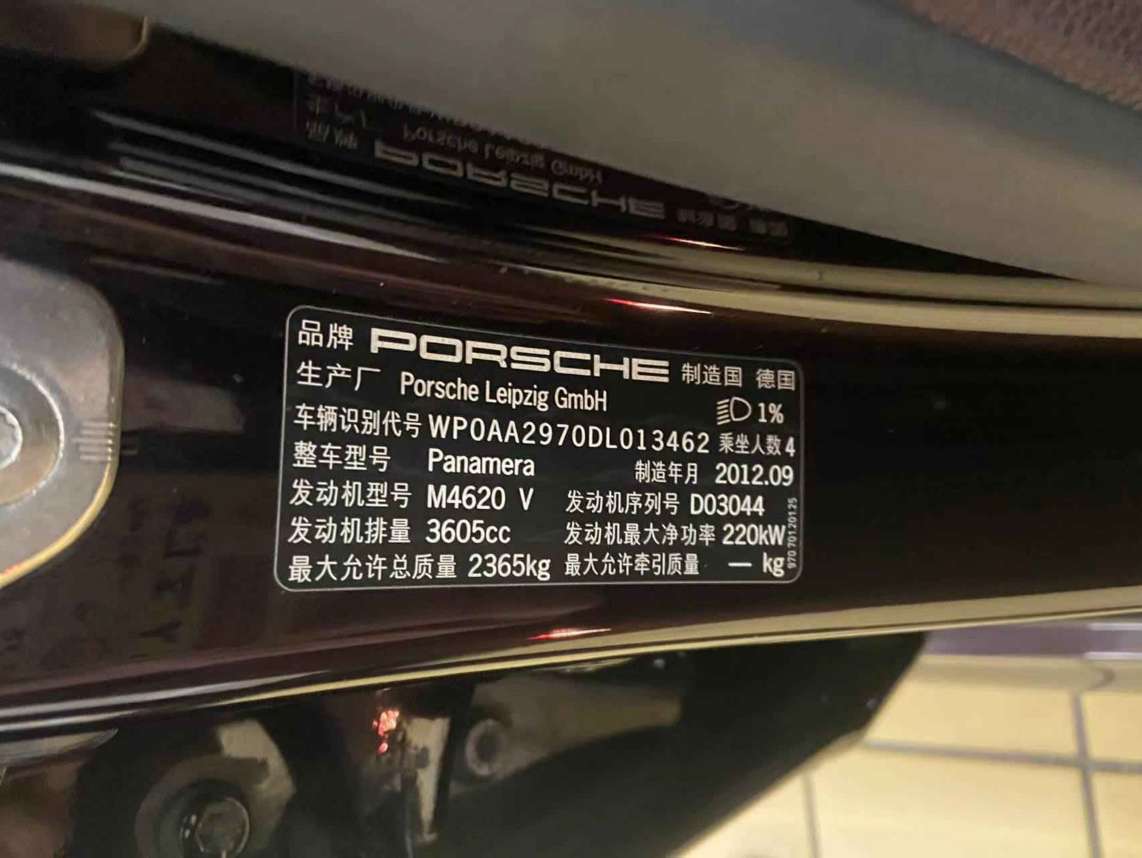 品牌 PORSCHE 制造国 德国
生产厂 Porsche Leipzig GmbH 1%
车辆识别代号 WP0AA2970DL013462 乘坐人数 4
整车型号 Panamera 制造年月 2012.09
发动机型号 M4620 V 发动机序列号 D03044
发动机排量 3605cc 发动机最大净功率 220kW
最大允许总质量 2365kg 最大允许牵引质量 — kg
970.701.201.25